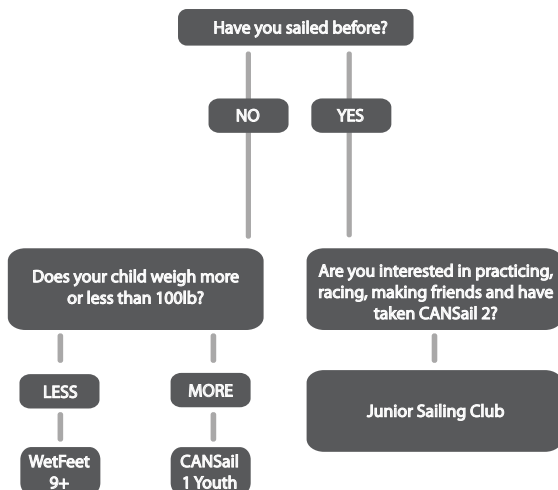 Have you sailed before?
NO
YES
Does your child weigh more
or less than 100lb?
Are you interested in practicing,
racing, making friends and have
taken CANSail 2?
LESS
MORE
Junior Sailing Club
WetFeet
9+
CANSail
1 Youth